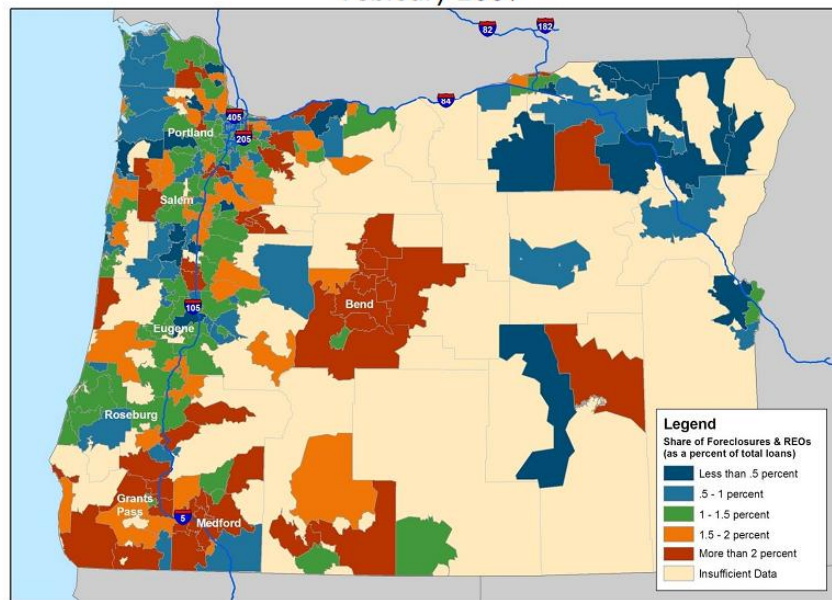 82
182
84
405
Portland
205
Salem
Bend
105
Eugene
Roseburg
Grants
Pass
5
Medford
Legend
Share of Foreclosures & REOs
(as a percent of total loans)
Less than .5 percent
.5 - 1 percent
1 - 1.5 percent
1.5 - 2 percent
More than 2 percent
Insufficient Data